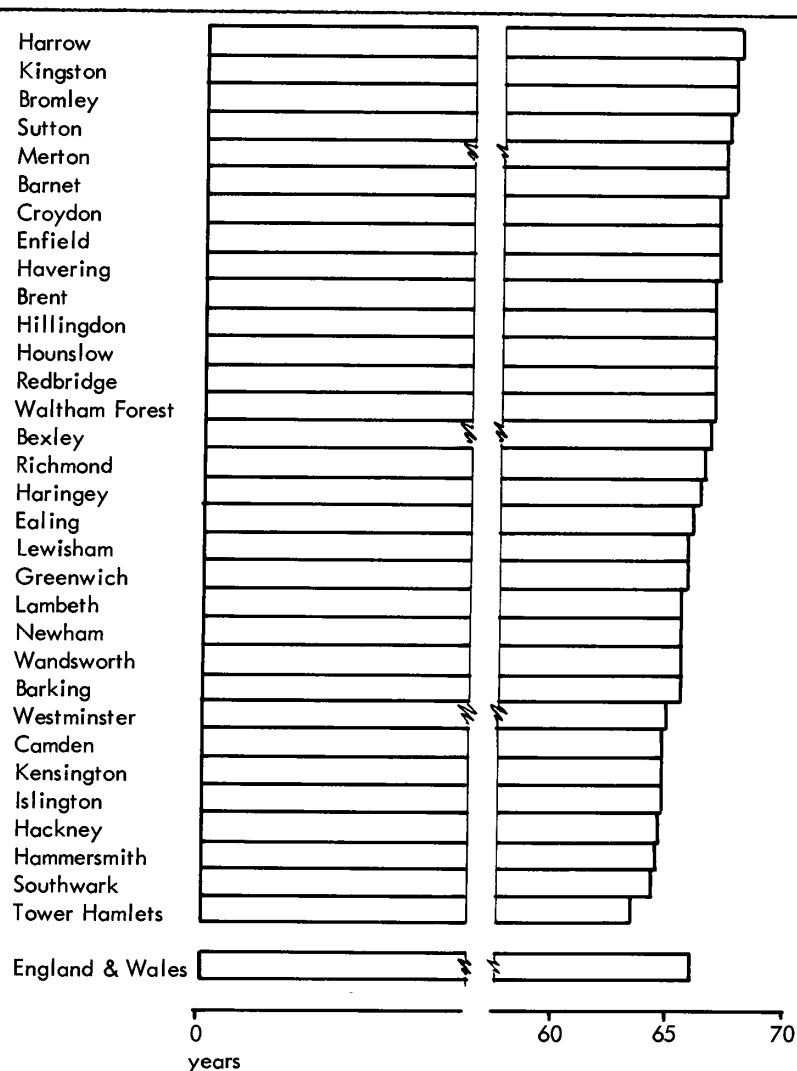 Harrow
Kingston
Bromley
Sutton
Merton
Barnet
Croydon
Enfield
Havering
Brent
Hillingdon
Hounslow
Redbridge
Waltham Forest
Bexley
Richmond
Haringey
Ealing
Lewisham
Greenwich
Lambeth
Newham
Wandsworth
Barking
Westminster
Camden
Kensington
Islington
Hackney
Hammersmith
Southwark
Tower Hamlets
England & Wales
0 60 65 70
years